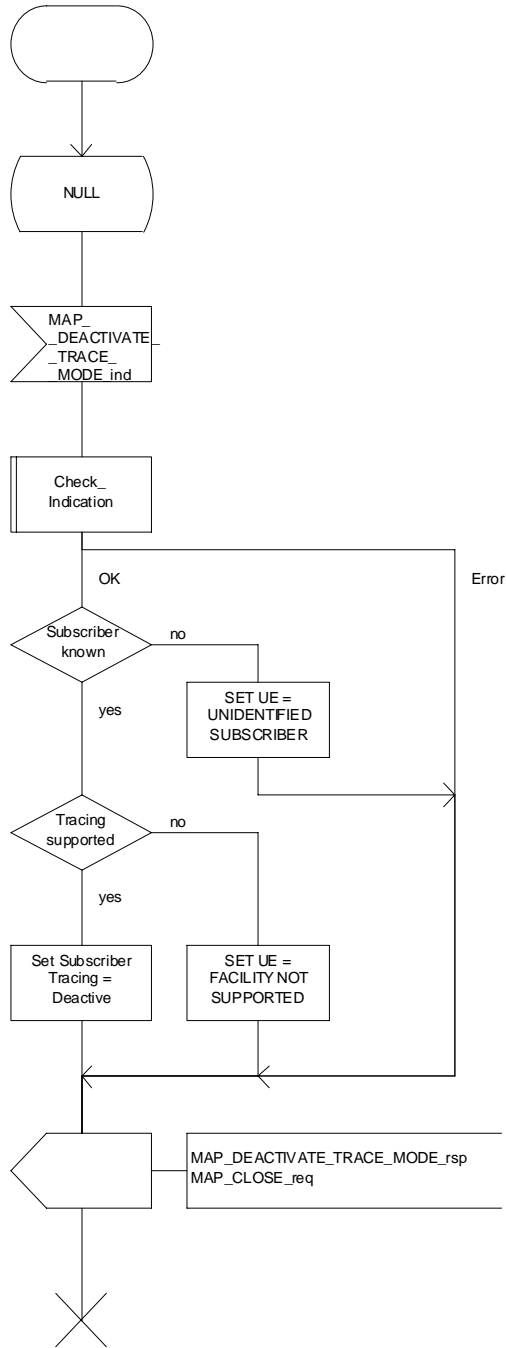 NULL
MAP_
_DEACTIVATE_
_TRACE_
_MODE_ind
Check_
Indication
OK
Error
Subscriber
known
no
yes
SET UE =
UNIDENTIFIED
SUBSCRIBER
Tracing
supported
no
yes
Set Subscriber
Tracing =
Deactive
SET UE =
FACILITY NOT
SUPPORTED
MAP_DEACTIVATE_TRACE_MODE_rsp
MAP_CLOSE_req